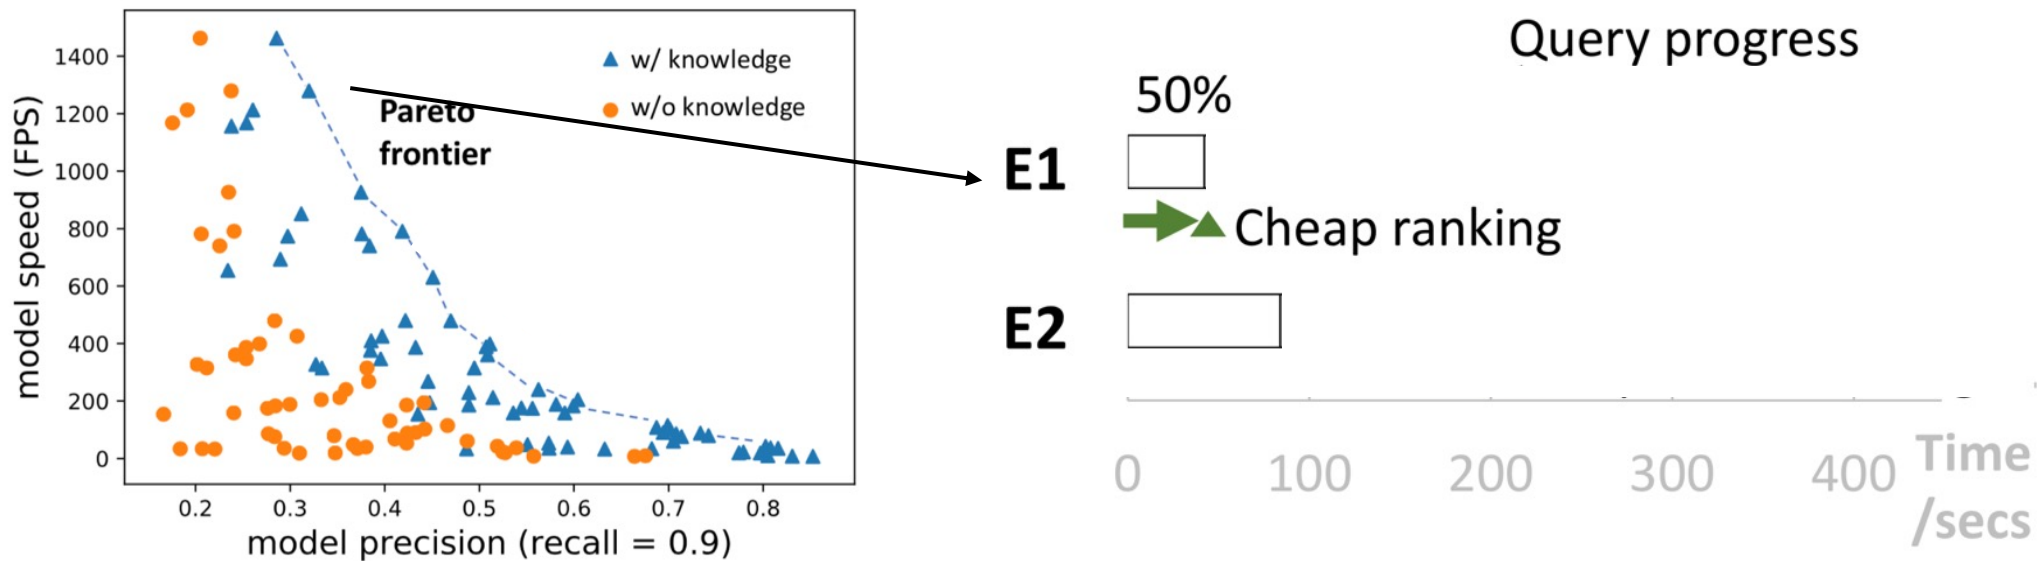 1400
1200
1000
800
600
400
200
0
model speed (FPS)
w/ knowledge
w/o knowledge
Pareto
frontier
0.2 0.3 0.4 0.5 0.6 0.7 0.8
model precision (recall = 0.9)
Query progress
50%
E1
Cheap ranking
E2
0 100 200 300 400
Time
/secs